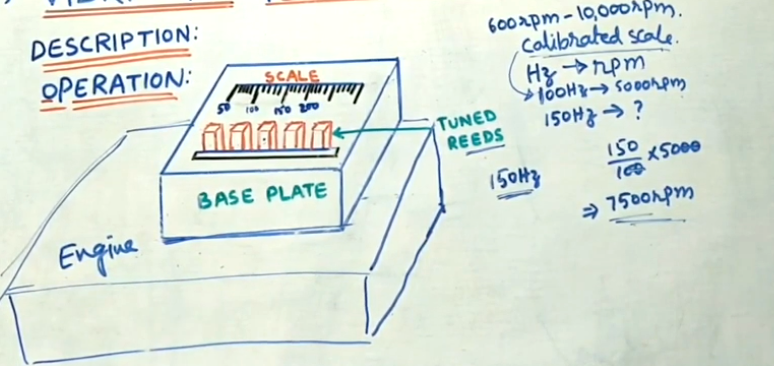 DESCRIPTION:
OPERATION:
SCALE
50 100 150 200
TUNED
REEDS
BASE PLATE
Engine
600rpm-10,000rpm.
Calibrated scale.
Hz → rpm
100Hz → 5000rpm
150Hz → ?
150Hz
150/100 × 5000
⇒ 7500rpm